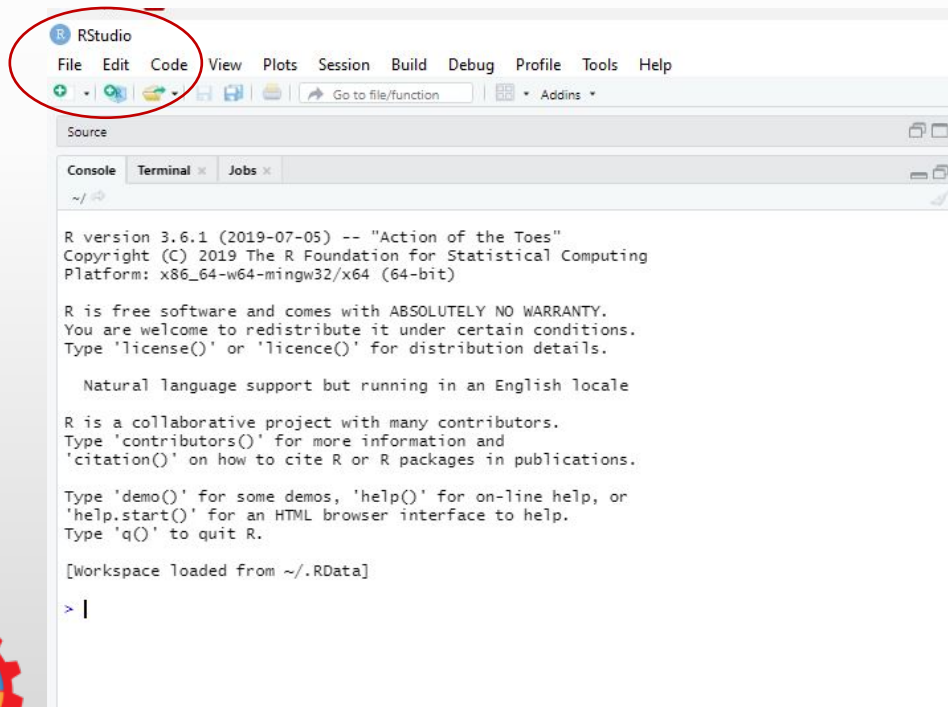 RStudio
File Edit Code View Plots Session Build Debug Profile Tools Help
Go to file/function Addins
Source
Console Terminal Jobs
~/
R version 3.6.1 (2019-07-05) -- "Action of the Toes"
Copyright (C) 2019 The R Foundation for Statistical Computing
Platform: x86_64-w64-mingw32/x64 (64-bit)
R is free software and comes with ABSOLUTELY NO WARRANTY.
You are welcome to redistribute it under certain conditions.
Type 'license()' or 'licence()' for distribution details.
Natural language support but running in an English locale
R is a collaborative project with many contributors.
Type 'contributors()' for more information and
'citation()' on how to cite R or R packages in publications.
Type 'demo()' for some demos, 'help()' for on-line help, or
'help.start()' for an HTML browser interface to help.
Type 'q()' to quit R.
[Workspace loaded from ~/.RData]
>